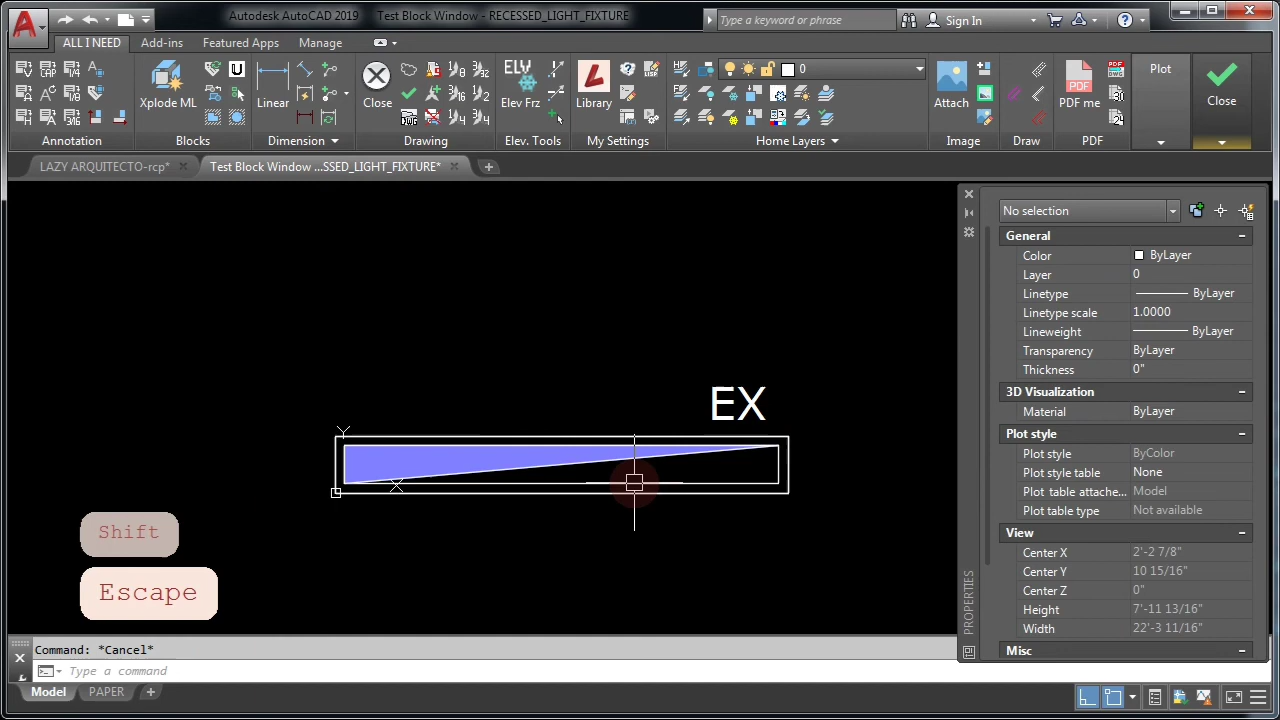 Autodesk AutoCAD 2019 Test Block Window - RECESSED_LIGHT_FIXTURE
Type a keyword or phrase
Sign In
ALL I NEED Add-ins Featured Apps Manage
Xplode ML
Linear
Close
ELV
Elev Frz
Library
0
Attach
PDF me
Plot
Close
Annotation Blocks Dimension Drawing Elev. Tools My Settings Home Layers Image Draw PDF
LAZY ARQUITECTO-rcp* Test Block Window ...SSED_LIGHT_FIXTURE*
No selection
General
Color ByLayer
Layer 0
Linetype ByLayer
Linetype scale 1.0000
Lineweight ByLayer
Transparency ByLayer
Thickness 0"
3D Visualization
Material ByLayer
Plot style
Plot style ByColor
Plot style table None
Plot table attache... Model
Plot table type Not available
View
Center X 2'-2 7/8"
Center Y 10 15/16"
Center Z 0"
Height 7'-11 13/16"
Width 22'-3 11/16"
Misc
PROPERTIES
EX
Y
X
Shift
Escape
Command: *Cancel*
Type a command
Model PAPER